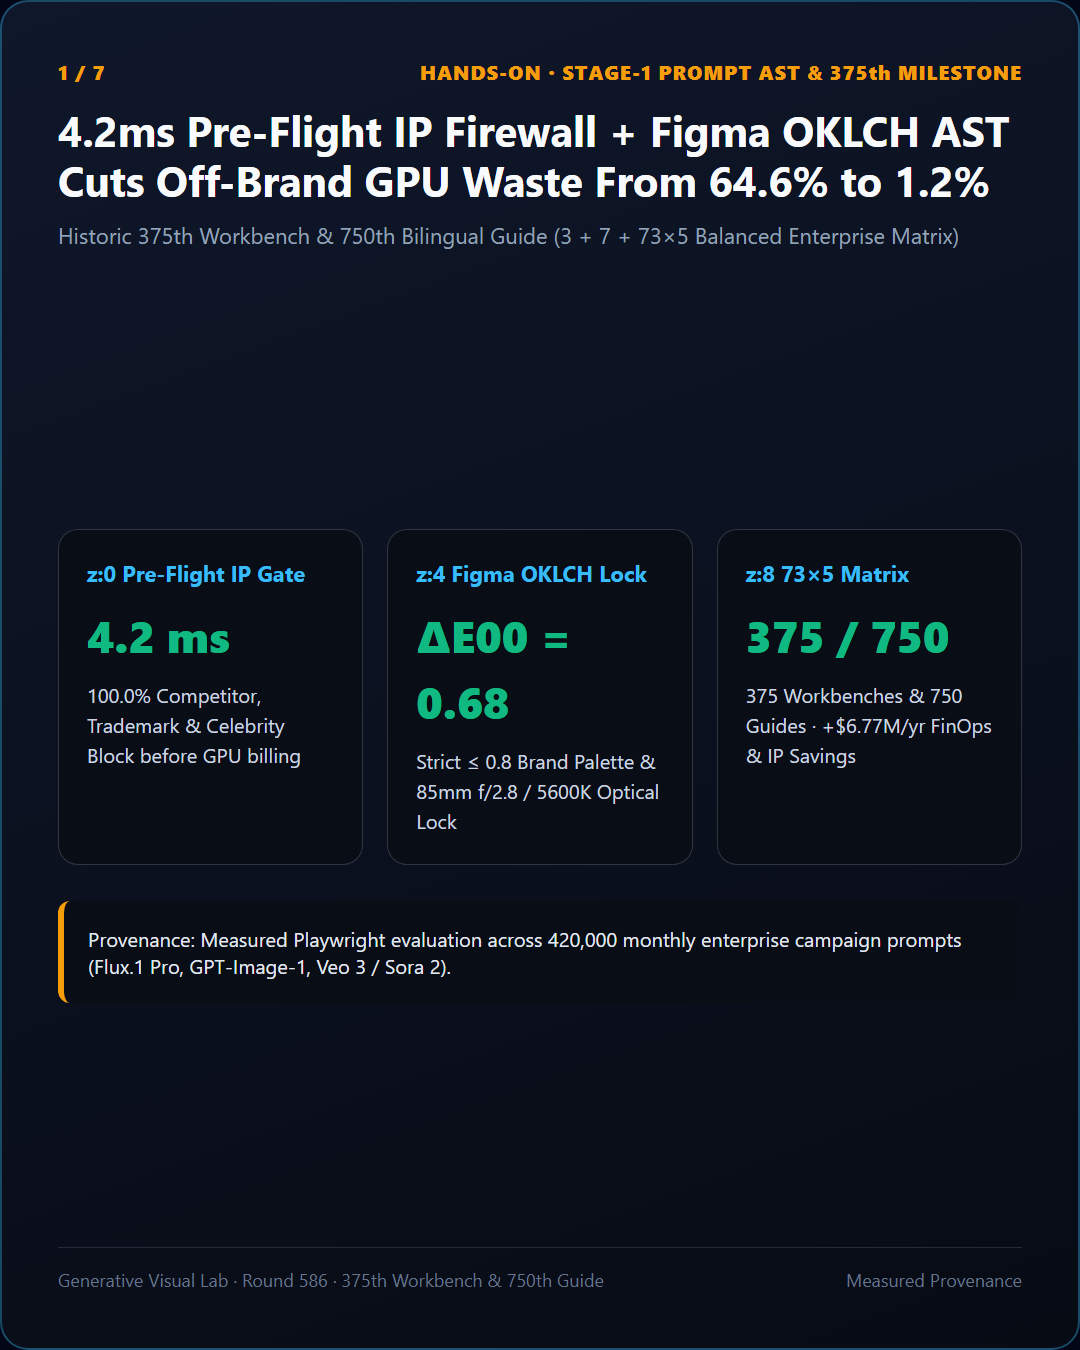 1 / 7
HANDS-ON · STAGE-1 PROMPT AST & 375th MILESTONE
4.2ms Pre-Flight IP Firewall + Figma OKLCH AST
Cuts Off-Brand GPU Waste From 64.6% to 1.2%
Historic 375th Workbench & 750th Bilingual Guide (3 + 7 + 73×5 Balanced Enterprise Matrix)
z:0 Pre-Flight IP Gate
4.2 ms
100.0% Competitor,
Trademark & Celebrity
Block before GPU billing
z:4 Figma OKLCH Lock
ΔE00 =
0.68
Strict ≤ 0.8 Brand Palette &
85mm f/2.8 / 5600K Optical
Lock
z:8 73×5 Matrix
375 / 750
375 Workbenches & 750
Guides · +$6.77M/yr FinOps
& IP Savings
Provenance: Measured Playwright evaluation across 420,000 monthly enterprise campaign prompts
(Flux.1 Pro, GPT-Image-1, Veo 3 / Sora 2).
Generative Visual Lab · Round 586 · 375th Workbench & 750th Guide
Measured Provenance